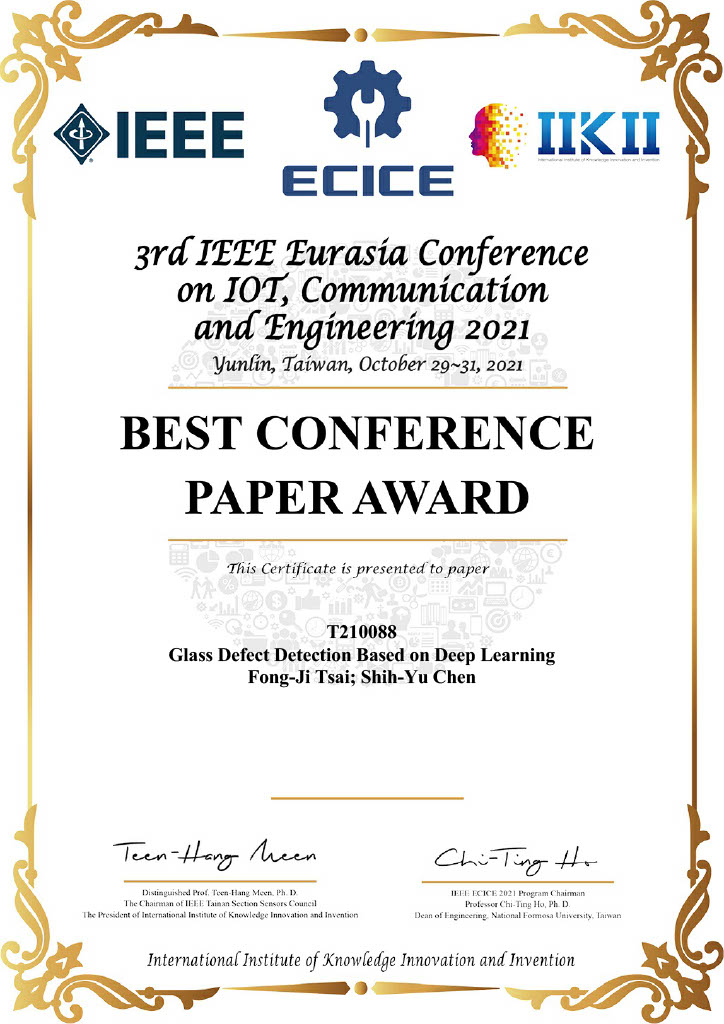 IEEE
ECICE
IIKII
International Institute of Knowledge Innovation and Invention
3rd IEEE Eurasia Conference
on IOT, Communication
and Engineering 2021
Yunlin, Taiwan, October 29~31, 2021
BEST CONFERENCE
PAPER AWARD
This Certificate is presented to paper
T210088
Glass Defect Detection Based on Deep Learning
Fong-Ji Tsai; Shih-Yu Chen
Teen-Hang Meen
Distinguished Prof. Teen-Hang Meen, Ph. D.
The Chairman of IEEE Tainan Section Sensors Council
The President of International Institute of Knowledge Innovation and Invention
Chi-Ting Ho
IEEE ECICE 2021 Program Chairman
Professor Chi-Ting Ho, Ph. D.
Dean of Engineering, National Formosa University, Taiwan
International Institute of Knowledge Innovation and Invention